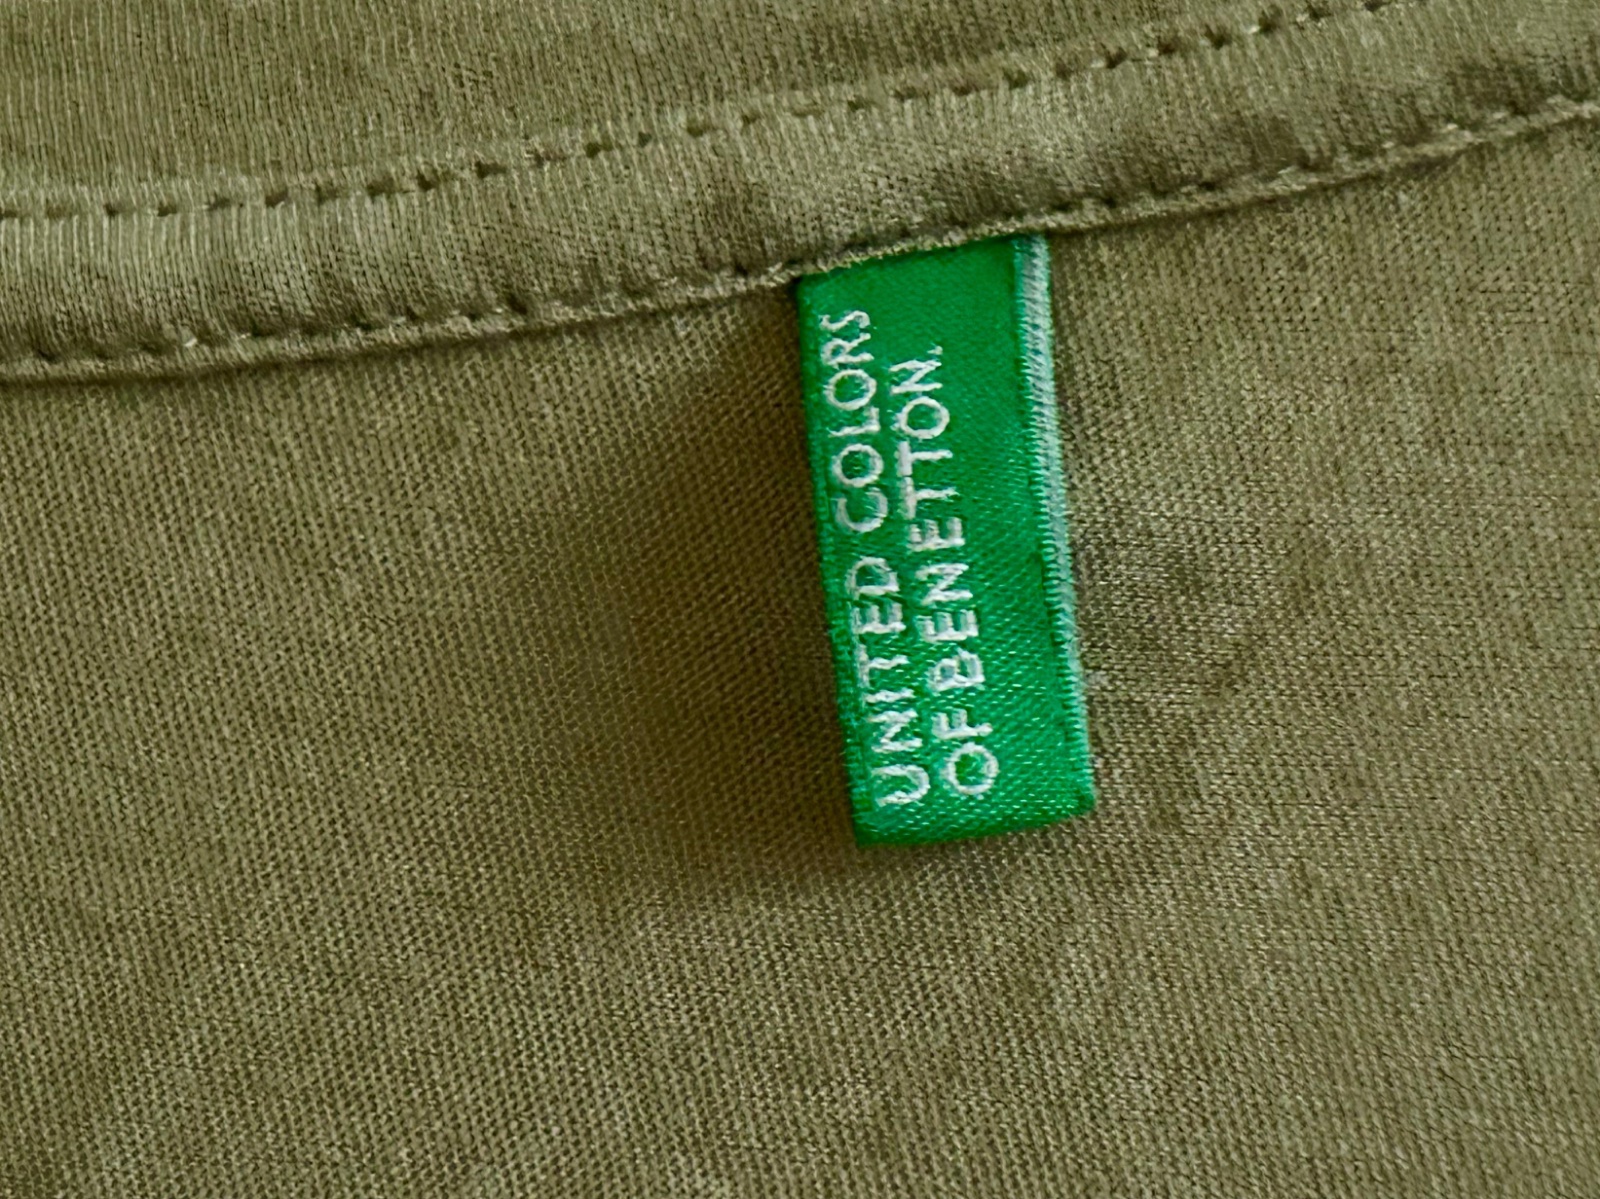 UNITED COLORS
OF BENETTON.